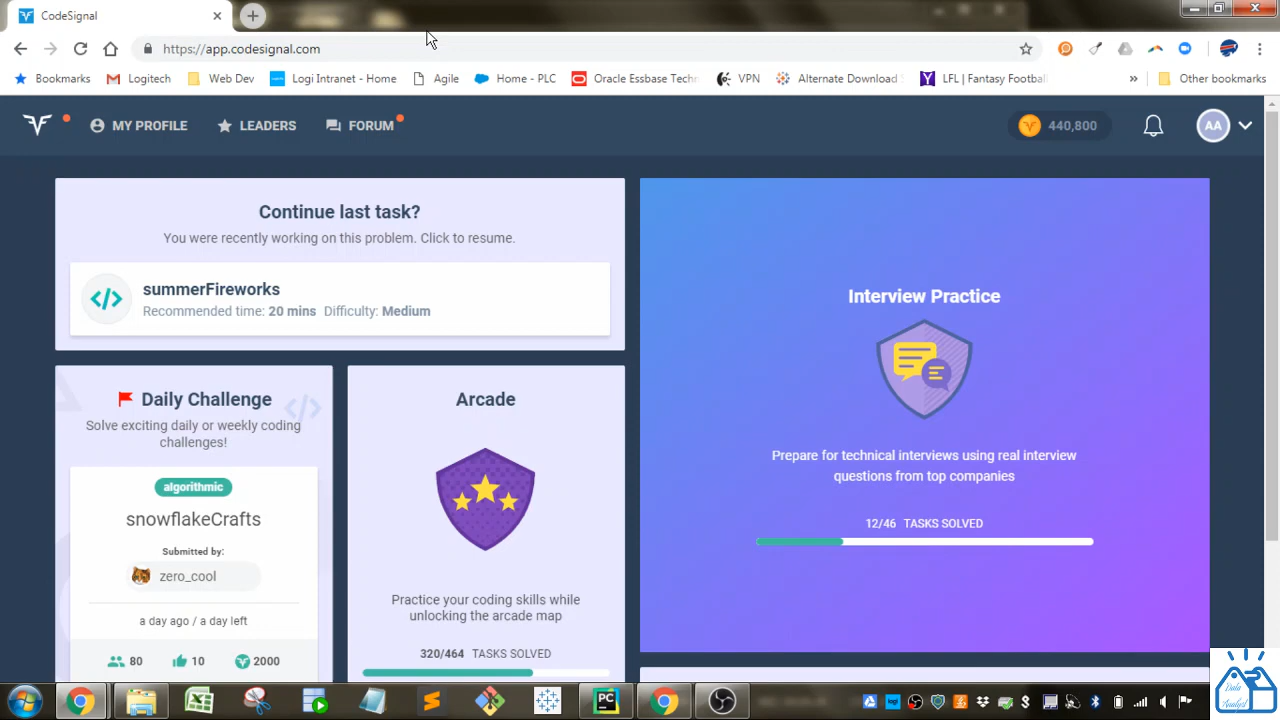 CodeSignal
https://app.codesignal.com
Bookmarks Logitech Web Dev Logi Intranet - Home Agile Home - PLC Oracle Essbase Techn VPN Alternate Download LFL | Fantasy Footbal » Other bookmarks
MY PROFILE LEADERS FORUM 440,800 AA
Continue last task?
You were recently working on this problem. Click to resume.
</> summerFireworks
Recommended time: 20 mins Difficulty: Medium
Daily Challenge
Solve exciting daily or weekly coding
challenges!
algorithmic
snowflakeCrafts
Submitted by:
zero_cool
a day ago / a day left
80 10 2000
Arcade
Practice your coding skills while
unlocking the arcade map
320/464 TASKS SOLVED
Interview Practice
Prepare for technical interviews using real interview
questions from top companies
12/46 TASKS SOLVED
PC
Data
Analyst